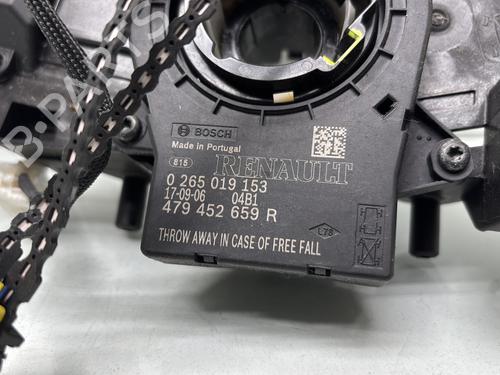 BOSCH
Made in Portugal
815 RENAULT
0 265 019 153
17-09-06 04B1
479 452 659 R
THROW AWAY IN CASE OF FREE FALL
L78